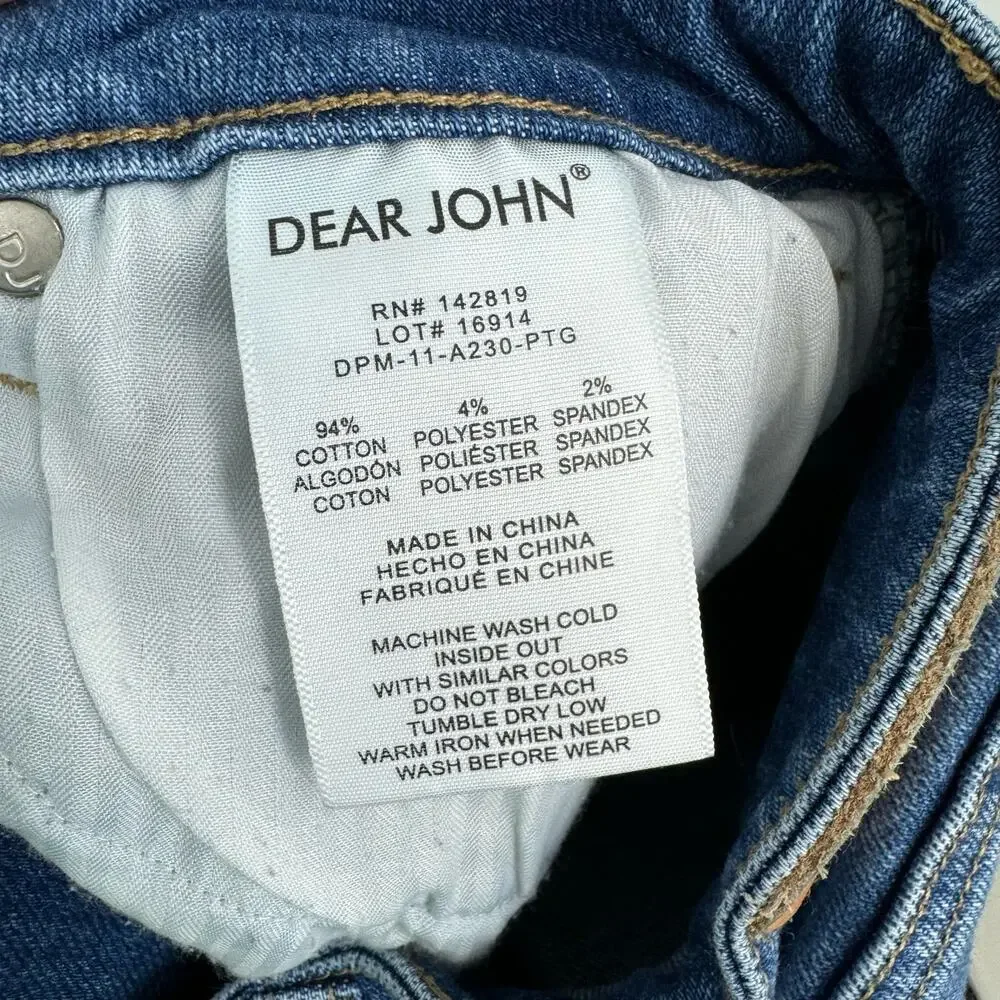 DEAR JOHN®
RN# 142819
LOT# 16914
DPM-11-A230-PTG
94% 4% 2%
COTTON POLYESTER SPANDEX
ALGODÓN POLIÉSTER SPANDEX
COTON POLYESTER SPANDEX
MADE IN CHINA
HECHO EN CHINA
FABRIQUÉ EN CHINE
MACHINE WASH COLD
INSIDE OUT
WITH SIMILAR COLORS
DO NOT BLEACH
TUMBLE DRY LOW
WARM IRON WHEN NEEDED
WASH BEFORE WEAR
DJ